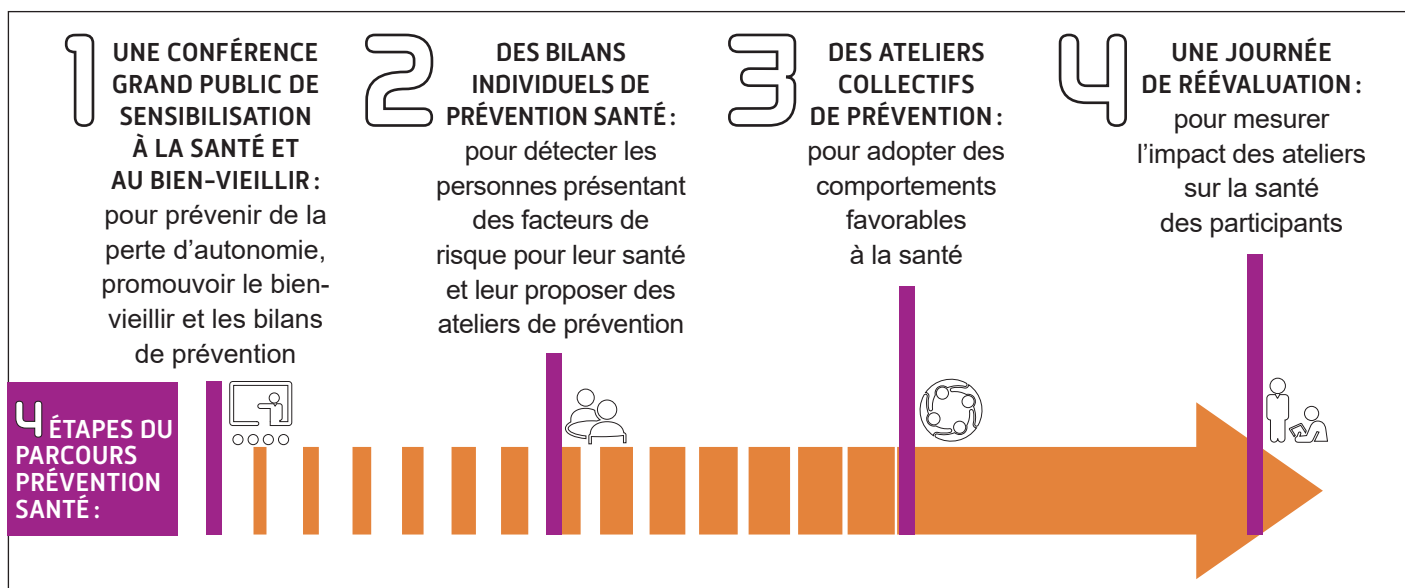 1 UNE CONFÉRENCE
GRAND PUBLIC DE
SENSIBILISATION
À LA SANTÉ ET
AU BIEN-VIEILLIR :
pour prévenir de la
perte d’autonomie,
promouvoir le bien-
vieillir et les bilans
de prévention
2 DES BILANS
INDIVIDUELS DE
PRÉVENTION SANTÉ :
pour détecter les
personnes présentant
des facteurs de
risque pour leur santé
et leur proposer des
ateliers de prévention
3 DES ATELIERS
COLLECTIFS
DE PRÉVENTION :
pour adopter des
comportements
favorables
à la santé
4 UNE JOURNÉE
DE RÉÉVALUATION :
pour mesurer
l’impact des ateliers
sur la santé
des participants
4 ÉTAPES DU
PARCOURS
PRÉVENTION
SANTÉ :